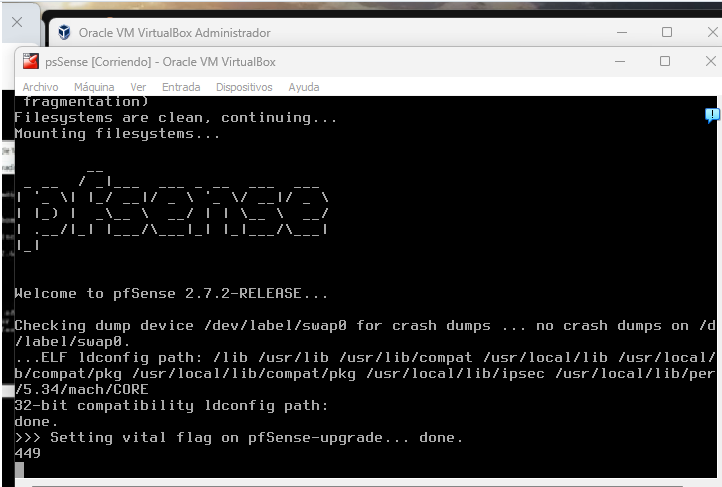 Oracle VM VirtualBox Administrador
psSense [Corriendo] - Oracle VM VirtualBox
Archivo Máquina Ver Entrada Dispositivos Ayuda
fragmentation)
Filesystems are clean, continuing...
Mounting filesystems...
pfSense
Welcome to pfSense 2.7.2-RELEASE...
Checking dump device /dev/label/swap0 for crash dumps ... no crash dumps on /d
/label/swap0.
...ELF ldconfig path: /lib /usr/lib /usr/lib/compat /usr/local/lib /usr/local/
b/compat/pkg /usr/local/lib/compat/pkg /usr/local/lib/ipsec /usr/local/lib/per
/5.34/mach/CORE
32-bit compatibility ldconfig path:
done.
>>> Setting vital flag on pfSense-upgrade... done.
449